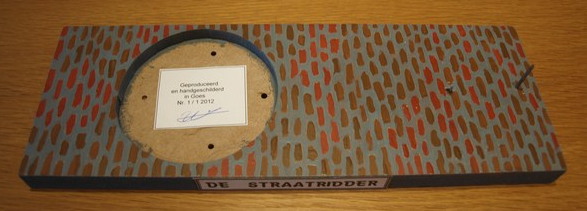 Geproduceerd
en handgeschilderd
in Goes
Nr. 1 / 1 2012
DE STRAATRIDDER